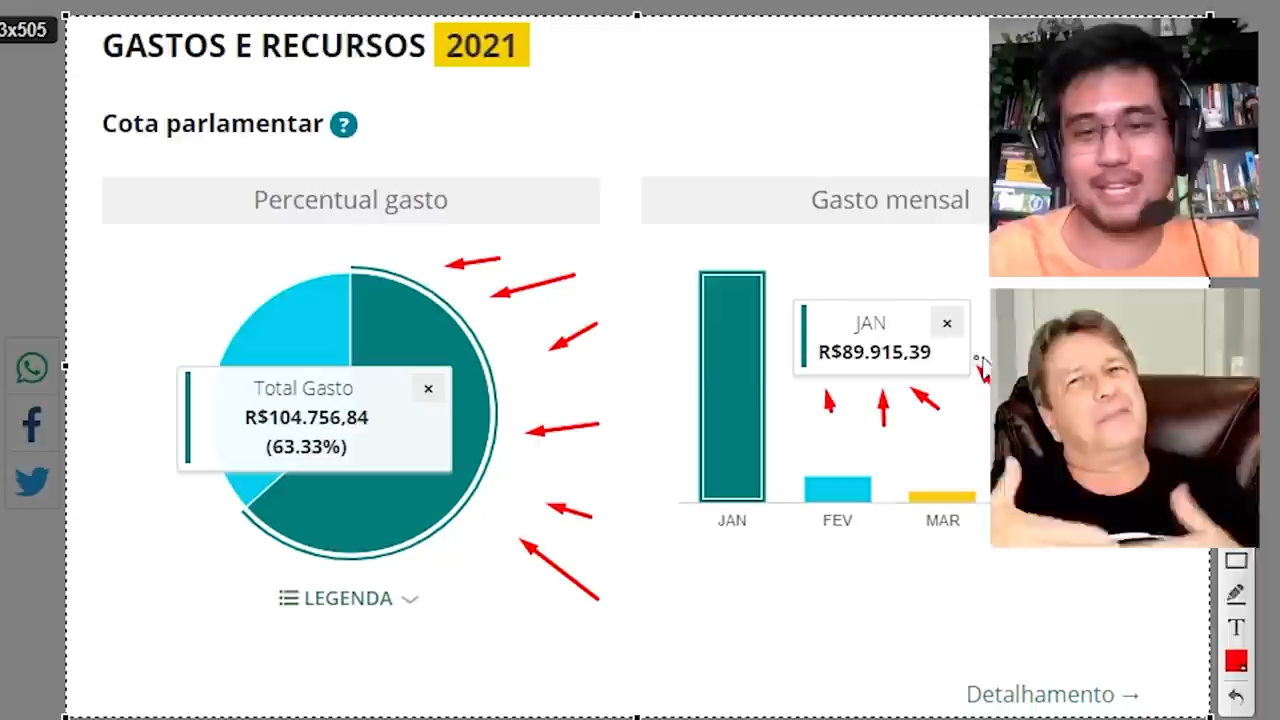 3x505
GASTOS E RECURSOS 2021
Cota parlamentar ?
Percentual gasto
Gasto mensal
Total Gasto
R$104.756,84
(63.33%)
JAN
R$89.915,39
JAN
FEV
MAR
LEGENDA
T
Detalhamento →